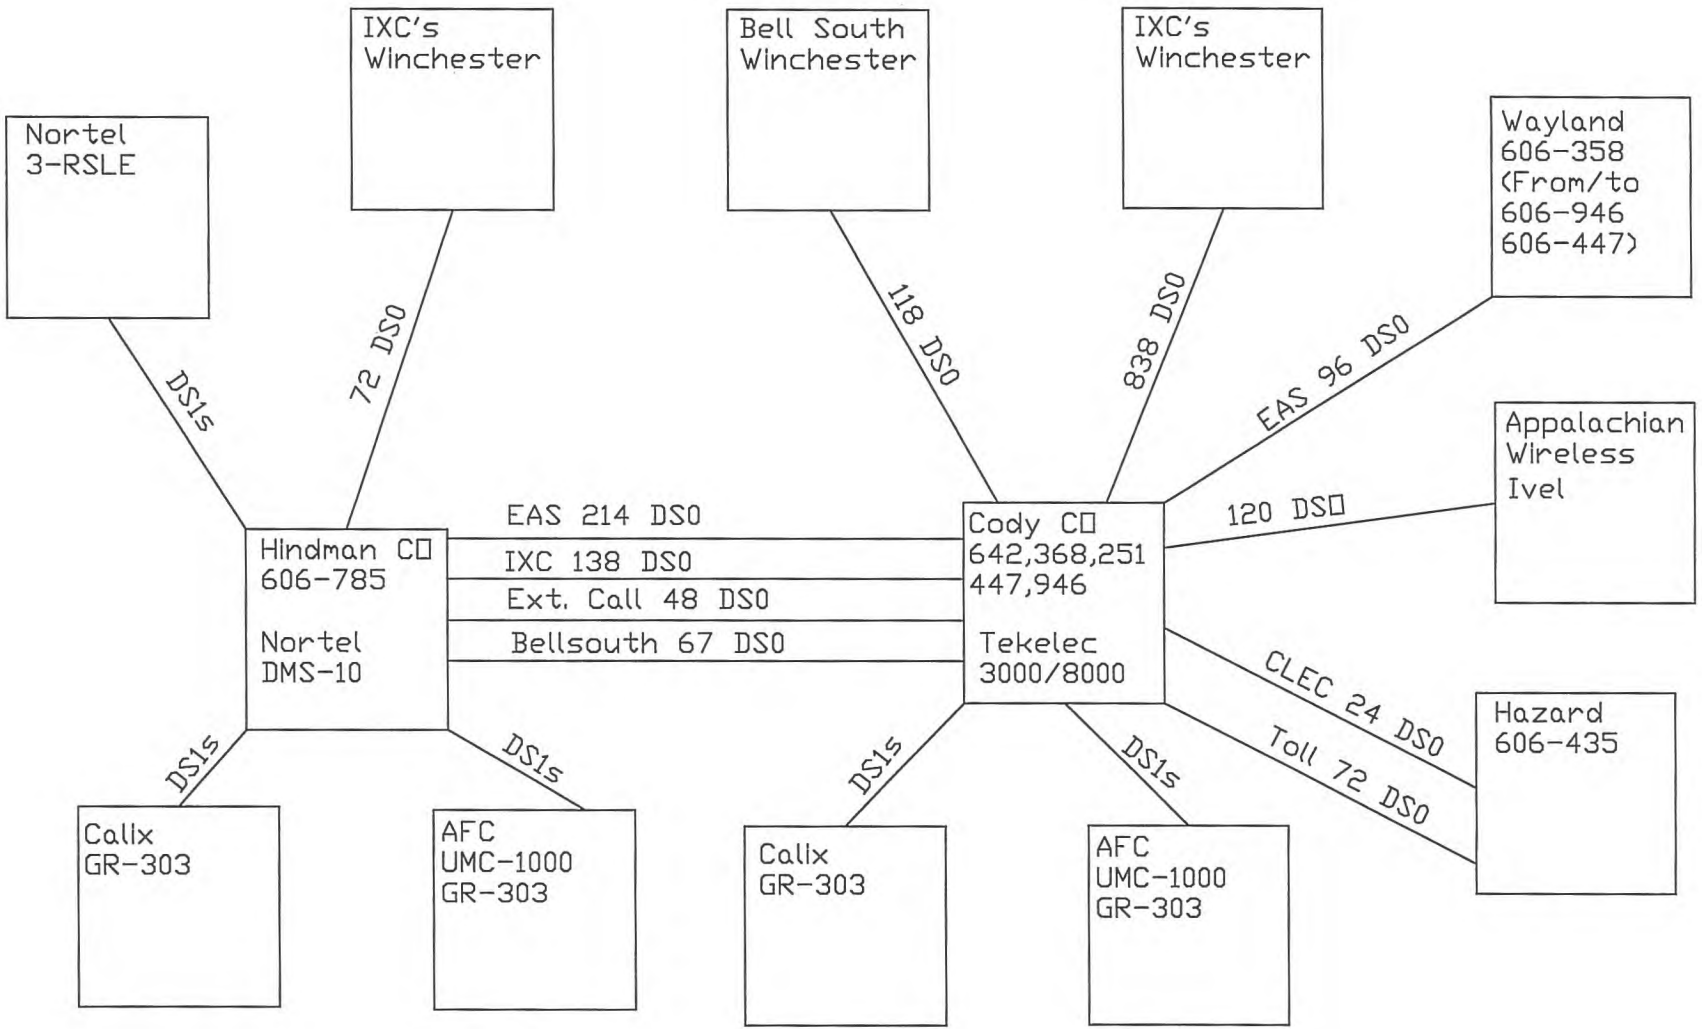 IXC's
Winchester
Bell South
Winchester
IXC's
Winchester
Nortel
3-RSLE
Wayland
606-358
(From/to
606-946
606-447)
DS1s
72 DS0
118 DS0
838 DS0
EAS 96 DS0
Appalachian
Wireless
Ivel
120 DSO
EAS 214 DS0
IXC 138 DS0
Ext. Call 48 DS0
Bellsouth 67 DS0
Hindman CO
606-785
Nortel
DMS-10
Cody CO
642,368,251
447,946
Tekelec
3000/8000
CLEC 24 DS0
Toll 72 DS0
Hazard
606-435
DS1s
DS1s
DS1s
DS1s
Calix
GR-303
AFC
UMC-1000
GR-303
Calix
GR-303
AFC
UMC-1000
GR-303